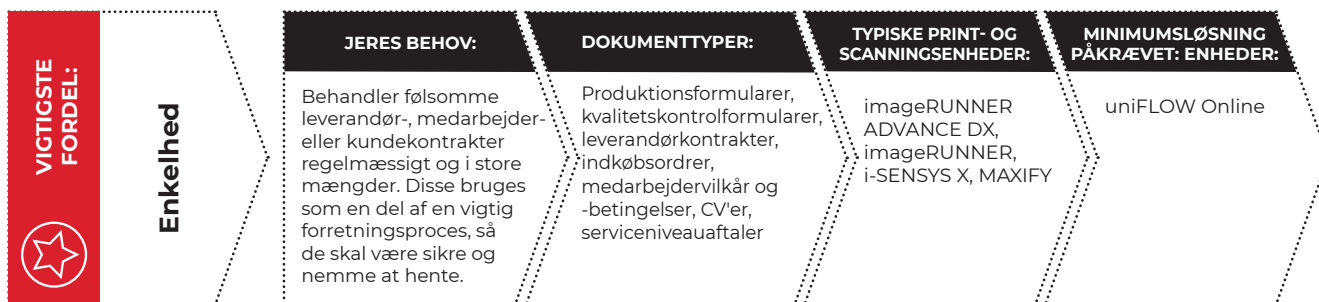 VIGTIGSTE
FORDEL:
Enkelhed
JERES BEHOV:
Behandler følsomme
leverandør-, medarbejder-
eller kundekontrakter
regelmæssigt og i store
mængder. Disse bruges
som en del af en vigtig
forretningsproces, så
de skal være sikre og
nemme at hente.
DOKUMENTTYPER:
Produktionsformularer,
kvalitetskontrolformularer,
leverandørkontrakter,
indkøbsordrer,
medarbejdervilkår og
-betingelser, CV'er,
serviceniveauaftaler
TYPISKE PRINT- OG
SCANNINGSENHEDER:
imageRUNNER
ADVANCE DX,
imageRUNNER,
i-SENSYS X, MAXIFY
MINIMUMSLØSNING
PÅKRÆVET: ENHEDER:
uniFLOW Online